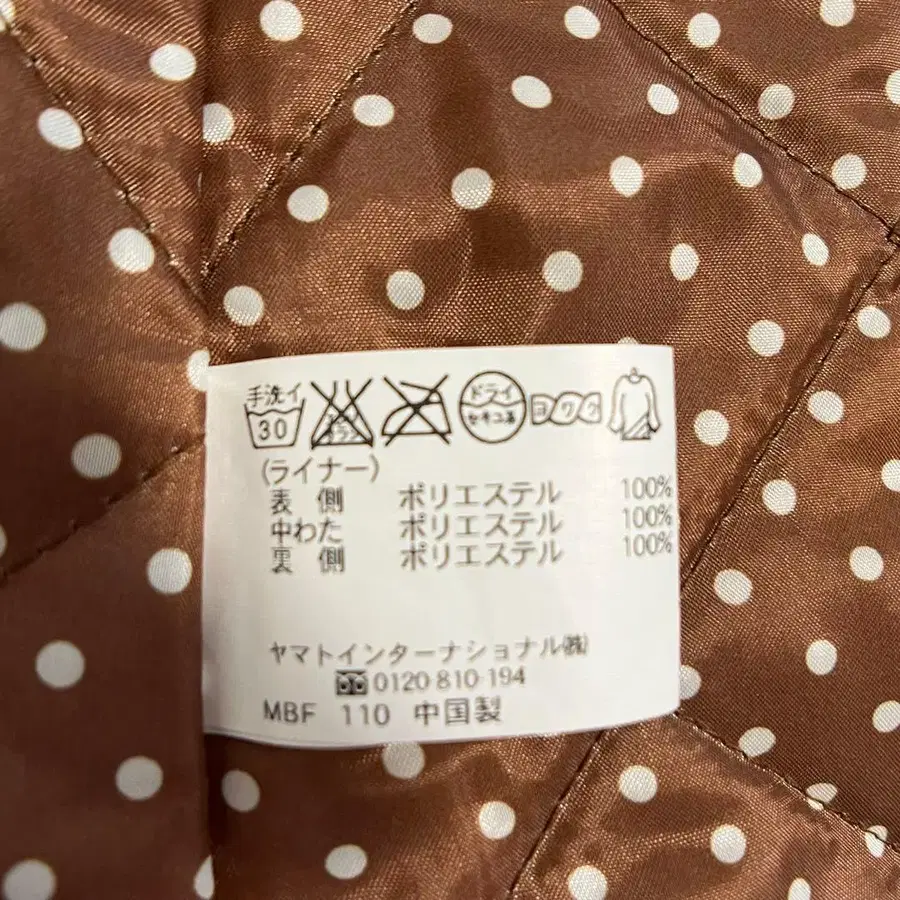 手洗イ
30
ドライ
セキユ系
ヨワク
(ライナー)
表 側 ポリエステル 100%
中わた ポリエステル 100%
裏 側 ポリエステル 100%
ヤマトインターナショナル㈱
0120-810-194
MBF 110 中国製